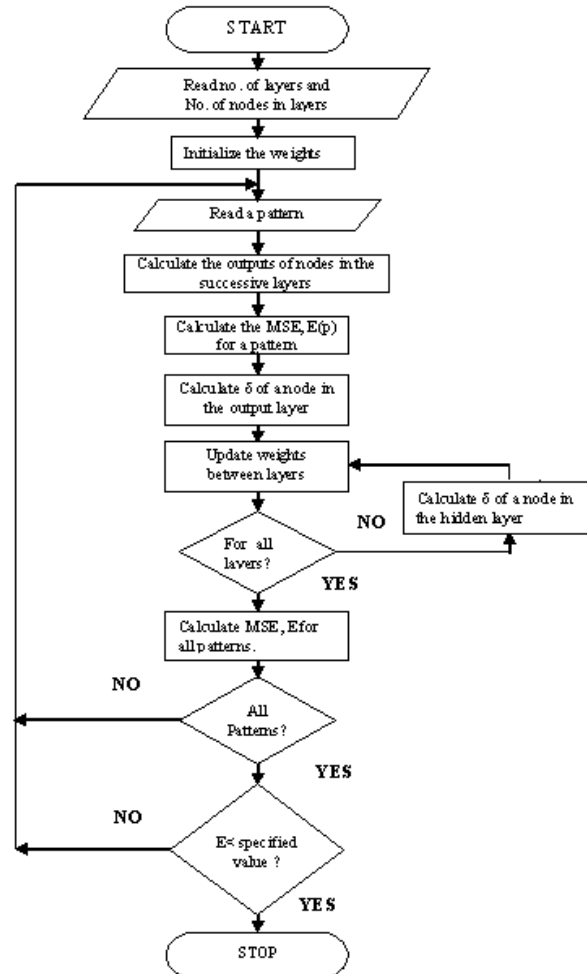 START
Read no. of layers and
No. of nodes in layers
Initialize the weights
Read a pattern
Calculate the outputs of nodes in the
successive layers
Calculate the MSE, E(p)
for a pattern
Calculate δ of a node in
the output layer
Update weights
between layers
Calculate δ of a node in
the hidden layer
NO
For all
layers?
YES
Calculate MSE, E for
all patterns.
NO
All
Patterns?
YES
NO
E< specified
value ?
YES
STOP